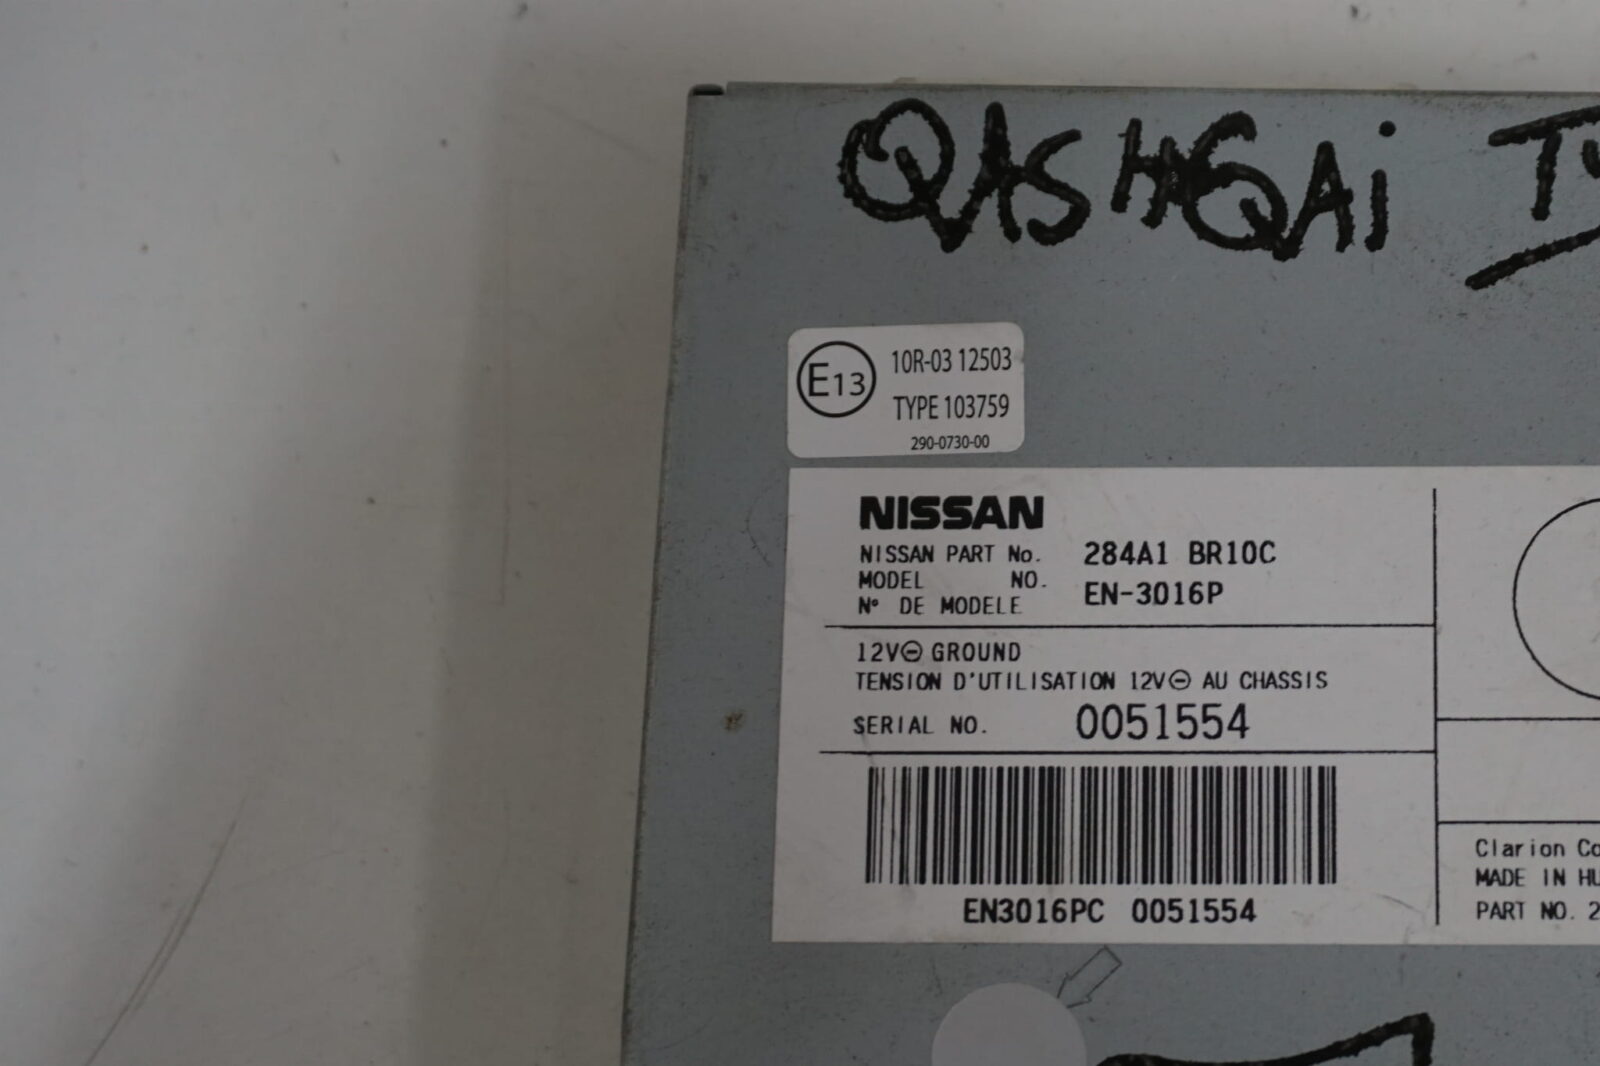 QASHQAi
E13
10R-03 12503
TYPE 103759
290-0730-00
NISSAN
NISSAN PART No. 284A1 BR10C
MODEL NO. EN-3016P
N° DE MODELE
12V⊖ GROUND
TENSION D'UTILISATION 12V⊖ AU CHASSIS
SERIAL NO. 0051554
EN3016PC 0051554
Clarion
MADE IN
PART NO.